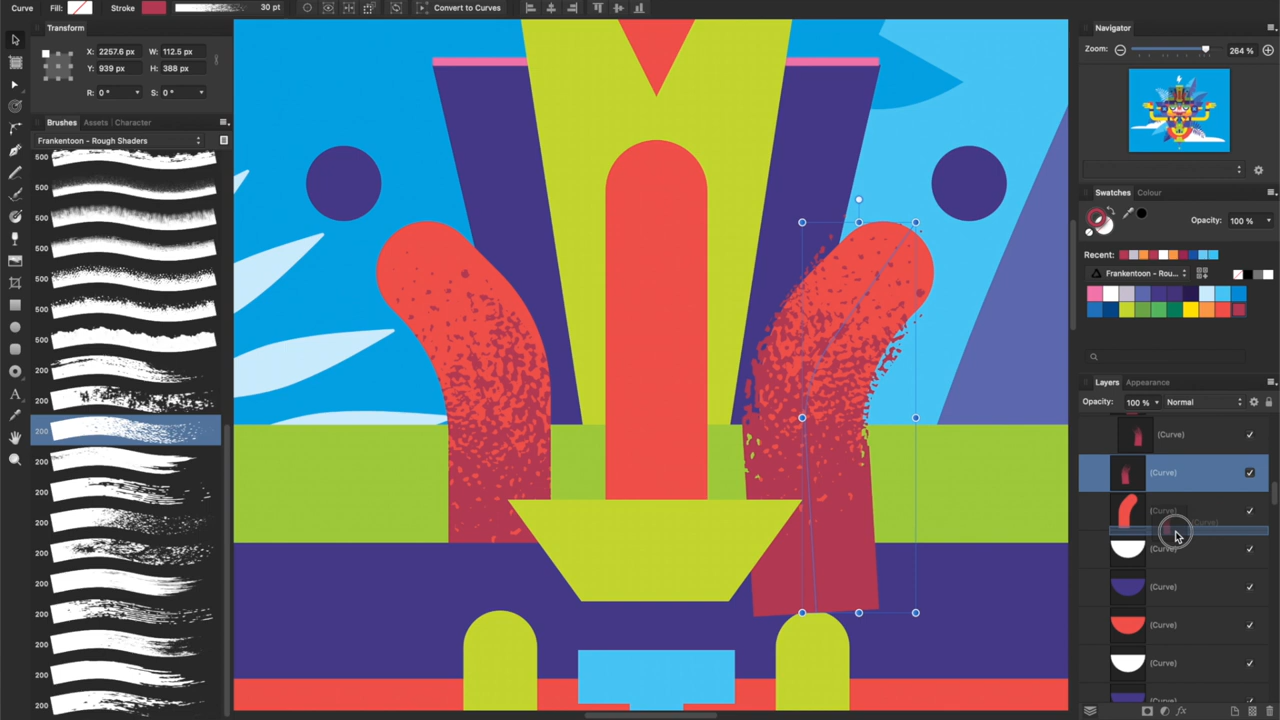 Curve Fill: Stroke 30 pt Convert to Curves
Transform
X: 2257.6 px W: 112.5 px
Y: 939 px H: 388 px
R: 0° S: 0°
Brushes Assets Character
Frankentoon - Rough Shaders
500
500
500
500
500
500
500
200
200
200
200
200
200
200
200
200
200
200
200
Navigator
Zoom: 264 %
Swatches Colour
Opacity: 100 %
Recent:
Frankentoon - Rou...
Layers Appearance
Opacity: 100 % Normal
(Curve)
(Curve)
(Curve)
(Curve)
(Curve)
(Curve)
(Curve)
(Curve)
(Curve)